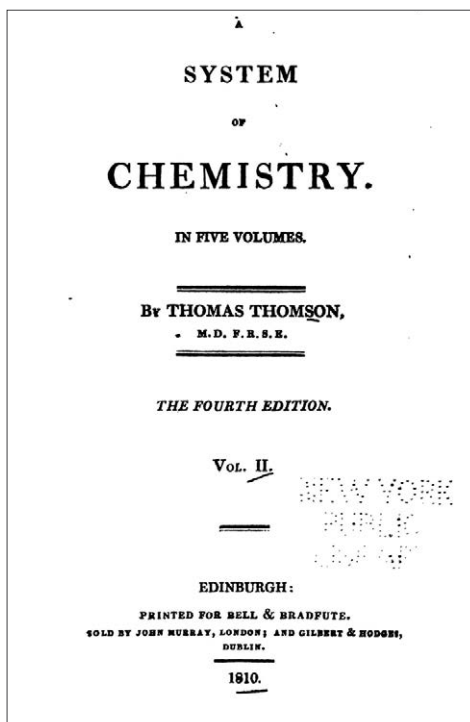 A
SYSTEM
OF
CHEMISTRY.
IN FIVE VOLUMES.
BY THOMAS THOMSON,
M.D. F.R.S.E.
THE FOURTH EDITION.
VOL. II.
NEW YORK
PUBLIC
EDINBURGH:
PRINTED FOR BELL & BRADFUTE.
SOLD BY JOHN MURRAY, LONDON; AND GILBERT & HODGES,
DUBLIN.
1810.